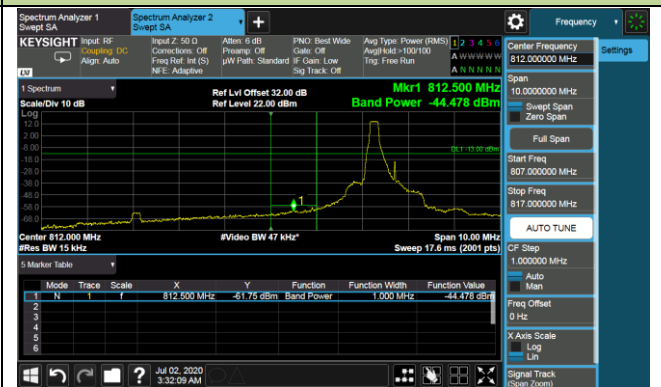 Spectrum Analyzer 1
Swept SA
Spectrum Analyzer 2
Swept SA
+
Frequency
KEYSIGHT
Input: RF
Coupling: DC
Align: Auto
Input Z: 50 Ω
Corrections: Off
Freq Ref: Int (S)
NFE: Adaptive
Atten: 6 dB
Preamp: Off
µW Path: Standard
PNO: Best Wide
Gate: Off
IF Gain: Low
Sig Track: Off
Avg Type: Power (RMS)
Avg|Hold:>100/100
Trig: Free Run
1 2 3 4 5 6
A W W W W W
A N N N N N
LXI
1 Spectrum
Scale/Div 10 dB
Log
Ref Lvl Offset 32.00 dB
Ref Level 22.00 dBm
Mkr1 812.500 MHz
Band Power -44.478 dBm
12.0
2.00
-8.00
-18.0
-28.0
-38.0
-48.0
-58.0
-68.0
DL1 -13.00 dBm
1
Center 812.000 MHz
#Res BW 15 kHz
#Video BW 47 kHz*
Span 10.00 MHz
Sweep 17.6 ms (2001 pts)
5 Marker Table
Mode Trace Scale X Y Function Function Width Function Value
1 N 1 f 812.500 MHz -61.75 dBm Band Power 1.000 MHz -44.478 dBm
2
3
4
5
6
Jul 02, 2020
3:32:09 AM
Center Frequency
812.000000 MHz
Settings
Span
10.0000000 MHz
Swept Span
Zero Span
Full Span
Start Freq
807.000000 MHz
Stop Freq
817.000000 MHz
AUTO TUNE
CF Step
1.000000 MHz
Auto
Man
Freq Offset
0 Hz
X Axis Scale
Log
Lin
Signal Track
(Span Zoom)